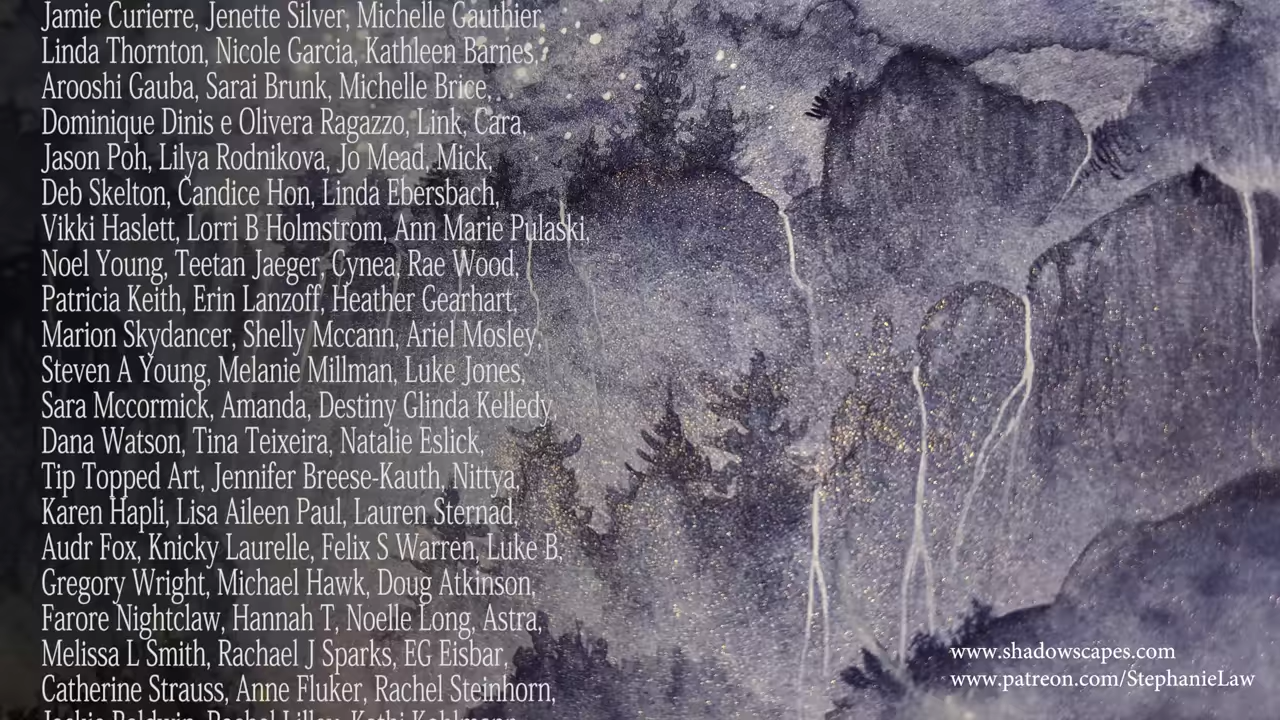 Jamie Curierre, Jenette Silver, Michelle Gauthier,
Linda Thornton, Nicole Garcia, Kathleen Barnes,
Arooshi Gauba, Sarai Brunk, Michelle Brice,
Dominique Dinis e Olivera Ragazzo, Link, Cara,
Jason Poh, Lilya Rodnikova, Jo Mead, Mick,
Deb Skelton, Candice Hon, Linda Ebersbach,
Vikki Haslett, Lorri B Holmstrom, Ann Marie Pulaski,
Noel Young, Teetan Jaeger, Cynea, Rae Wood,
Patricia Keith, Erin Lanzoff, Heather Gearhart,
Marion Skydancer, Shelly Mccann, Ariel Mosley,
Steven A Young, Melanie Millman, Luke Jones,
Sara Mccormick, Amanda, Destiny Glinda Kelledy,
Dana Watson, Tina Teixeira, Natalie Eslick,
Tip Topped Art, Jennifer Breese-Kauth, Nittya,
Karen Hapli, Lisa Aileen Paul, Lauren Sternad,
Audr Fox, Knicky Laurelle, Felix S Warren, Luke B,
Gregory Wright, Michael Hawk, Doug Atkinson,
Farore Nightclaw, Hannah T, Noelle Long, Astra,
Melissa L Smith, Rachael J Sparks, EG Eisbar,
Catherine Strauss, Anne Fluker, Rachel Steinhorn,
www.shadowscapes.com
www.patreon.com/StephanieLaw